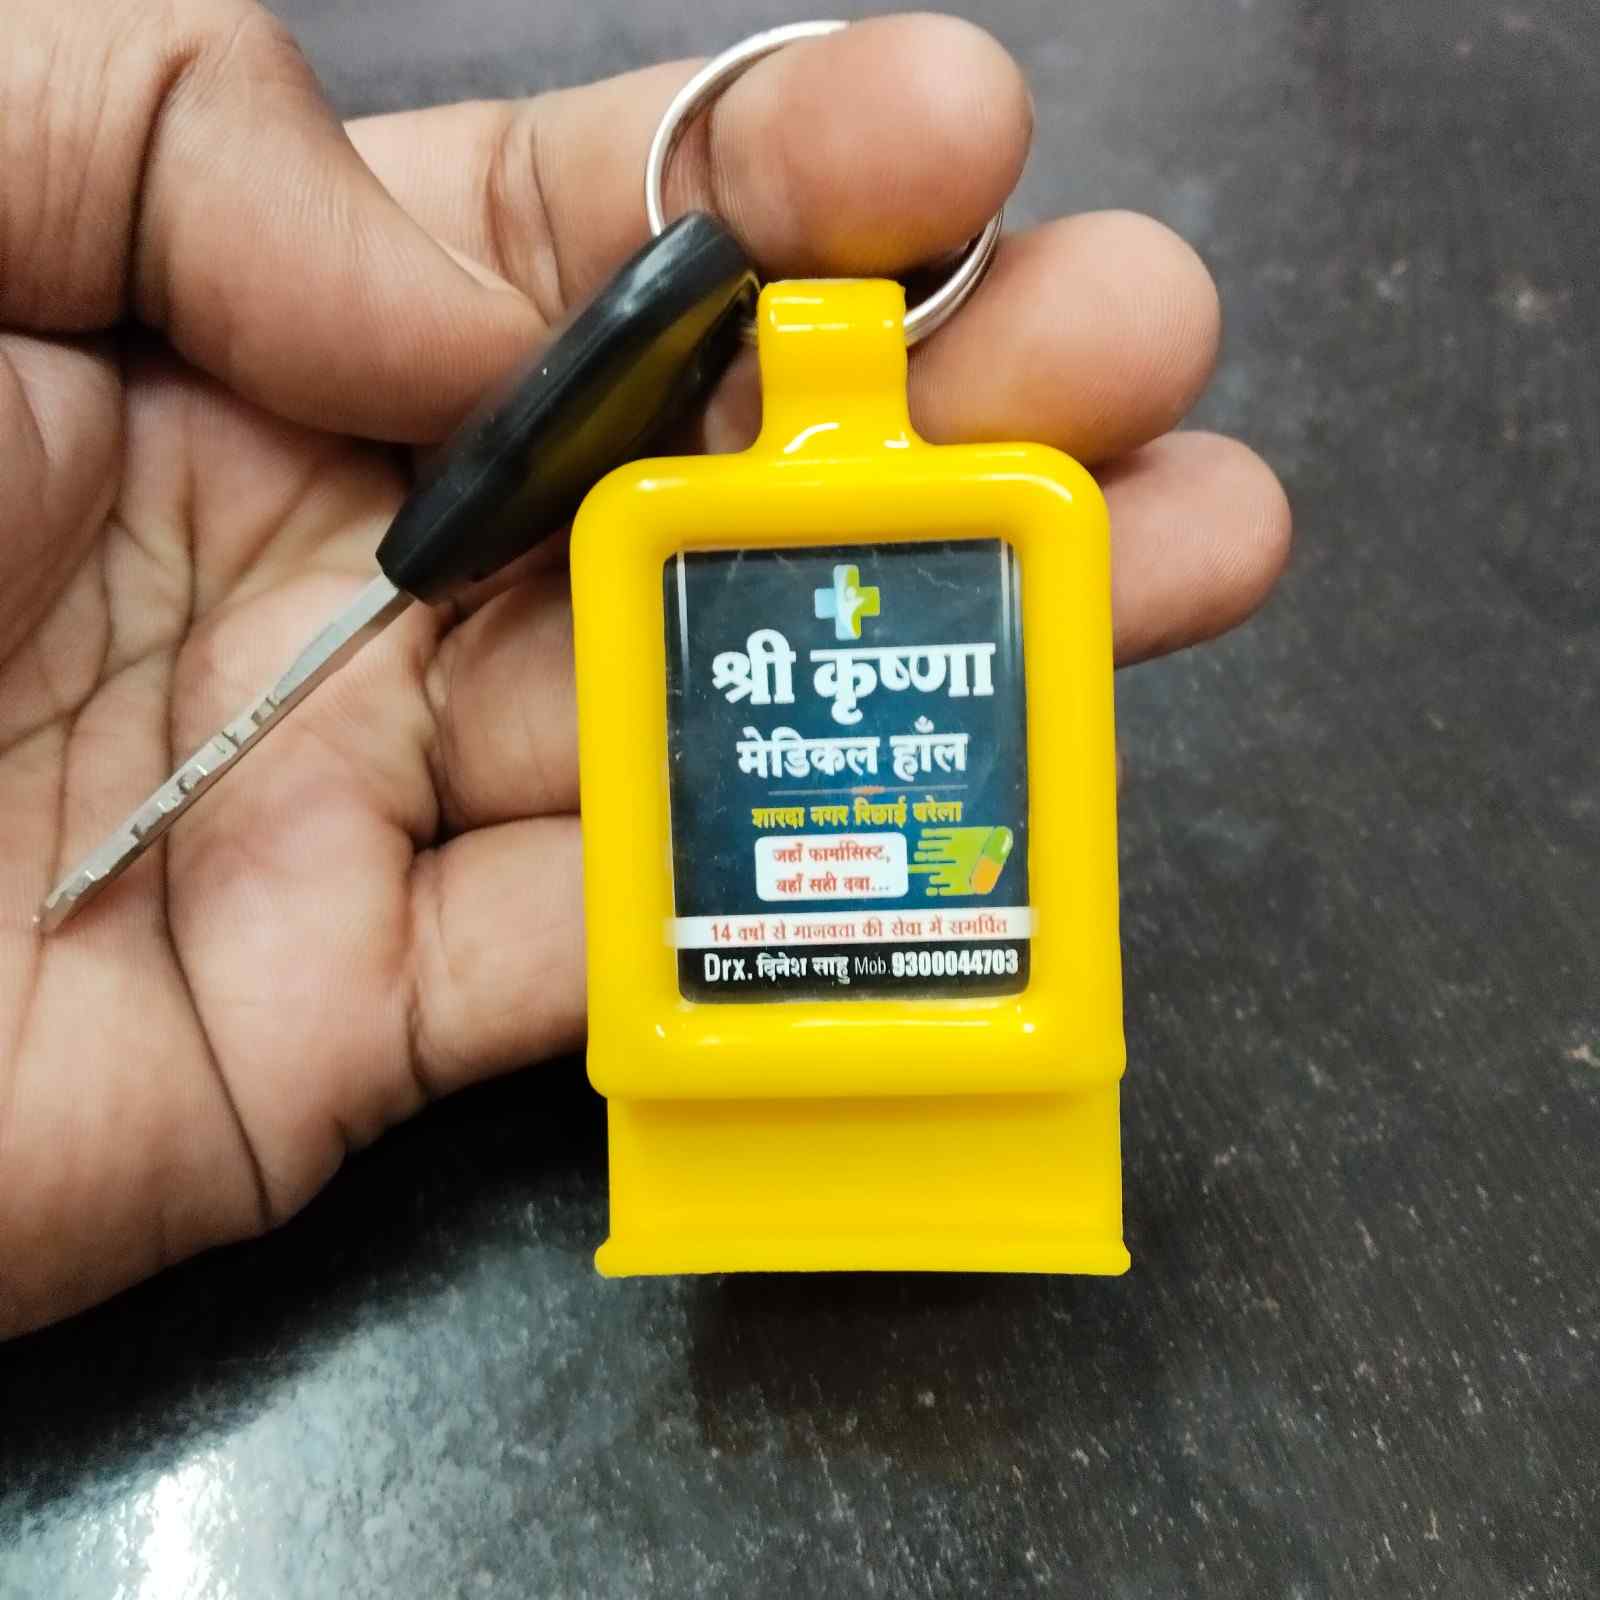 श्री कृष्णा
मेडिकल हॉंल
शारदा नगर रिछाई बरेला
जहाँ फार्मासिस्ट,
वहाँ सही दवा...
14 वर्षो से मानवता की सेवा में समर्पित
Drx. दिनेश साहु Mob. 9300044703